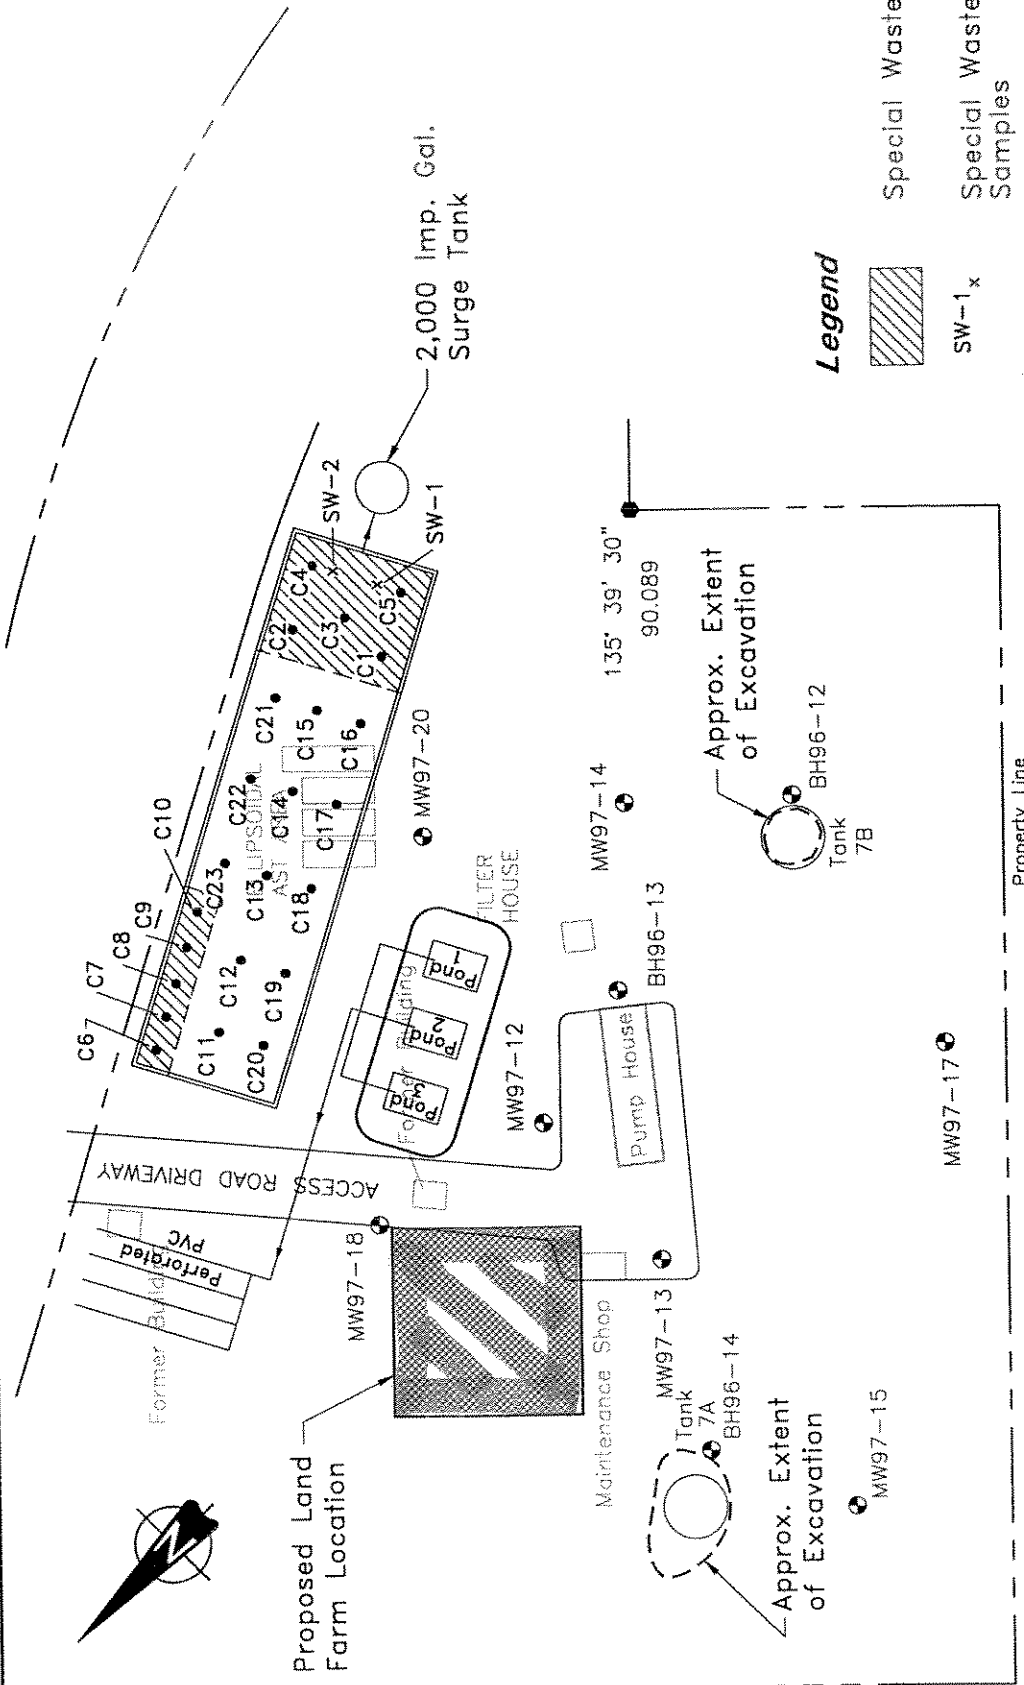 C6
C7
C8
C9
C10
C11
C12
C23
C22
C21
C2
C4
SW-2
C3
C1
C5
SW-1
C20
C19
C13
C18
C14
C17
C15
C16
AST
2,000 Imp. Gal.
Surge Tank
MW97-20
FILTER
HOUSE
Pond
1
Pond
2
Pond
3
MW97-12
ACCESS ROAD DRIVEWAY
Perforated
PVC
Former
MW97-18
Proposed Land
Farm Location
N
Maintenance Shop
MW97-13
Tank
7A
BH96-14
Approx. Extent
of Excavation
MW97-15
Pump House
BH96-13
MW97-14
135° 39' 30"
90.089
Approx. Extent
of Excavation
BH96-12
Tank
7B
MW97-17
Property Line
Legend
Special Waste
SW-1 x
Special Waste
Samples